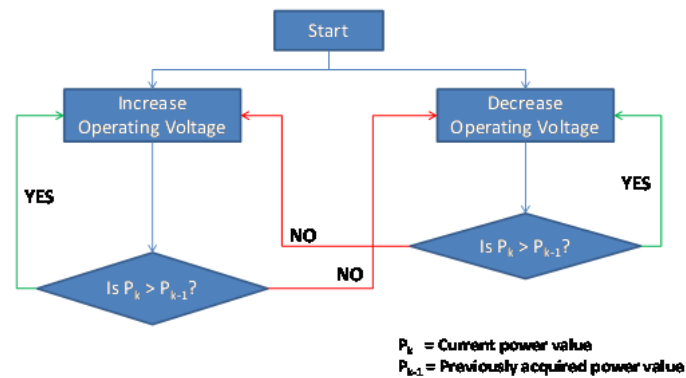 Start
Increase
Operating Voltage
Decrease
Operating Voltage
YES
YES
NO
Is Pk > Pk-1?
NO
Is Pk > Pk-1?
Pk = Current power value
Pk-1 = Previously acquired power value